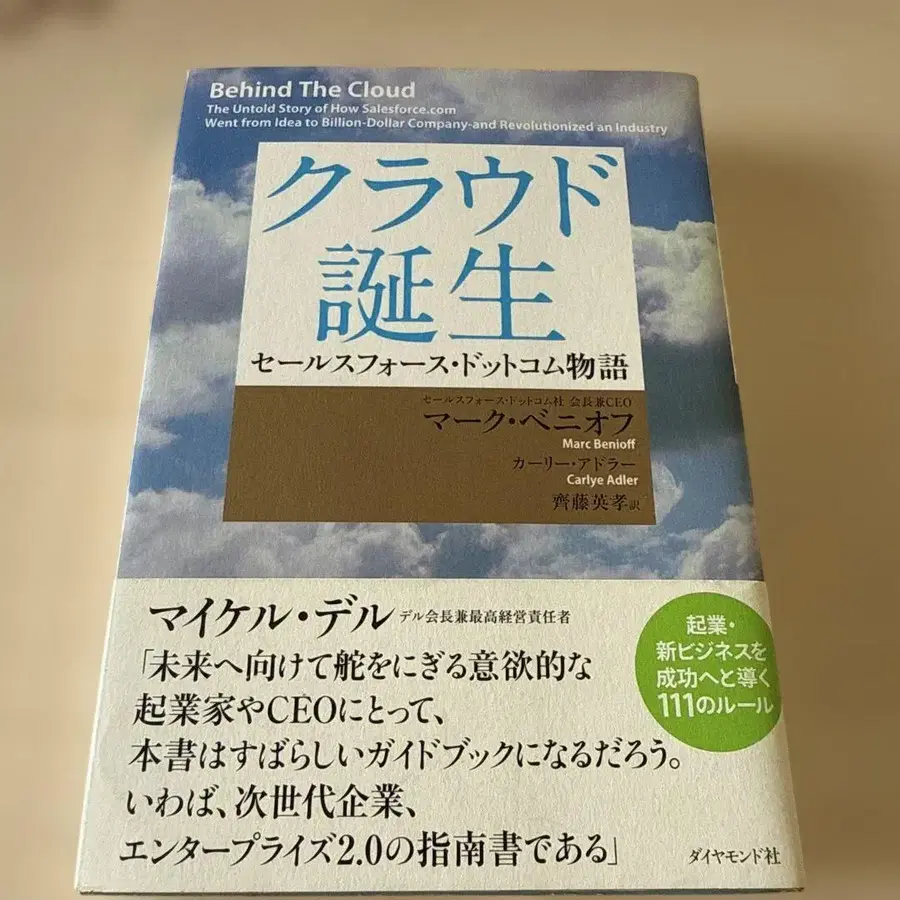 Behind The Cloud
The Untold Story of How Salesforce.com
Went from Idea to Billion-Dollar Company-and Revolutionized an Industry
クラウド
誕生
セールスフォース・ドットコム物語
セールスフォース・ドットコム社 会長兼CEO
マーク・ベニオフ
Marc Benioff
カーリー・アドラー
Carlye Adler
齊藤英孝訳
マイケル・デル デル会長兼最高経営責任者
「未来へ向けて舵をにぎる意欲的な
起業家やCEOにとって、
本書はすばらしいガイドブックになるだろう。
いわば、次世代企業、
エンタープライズ2.0の指南書である」
起業・
新ビジネスを
成功へと導く
111のルール
ダイヤモンド社